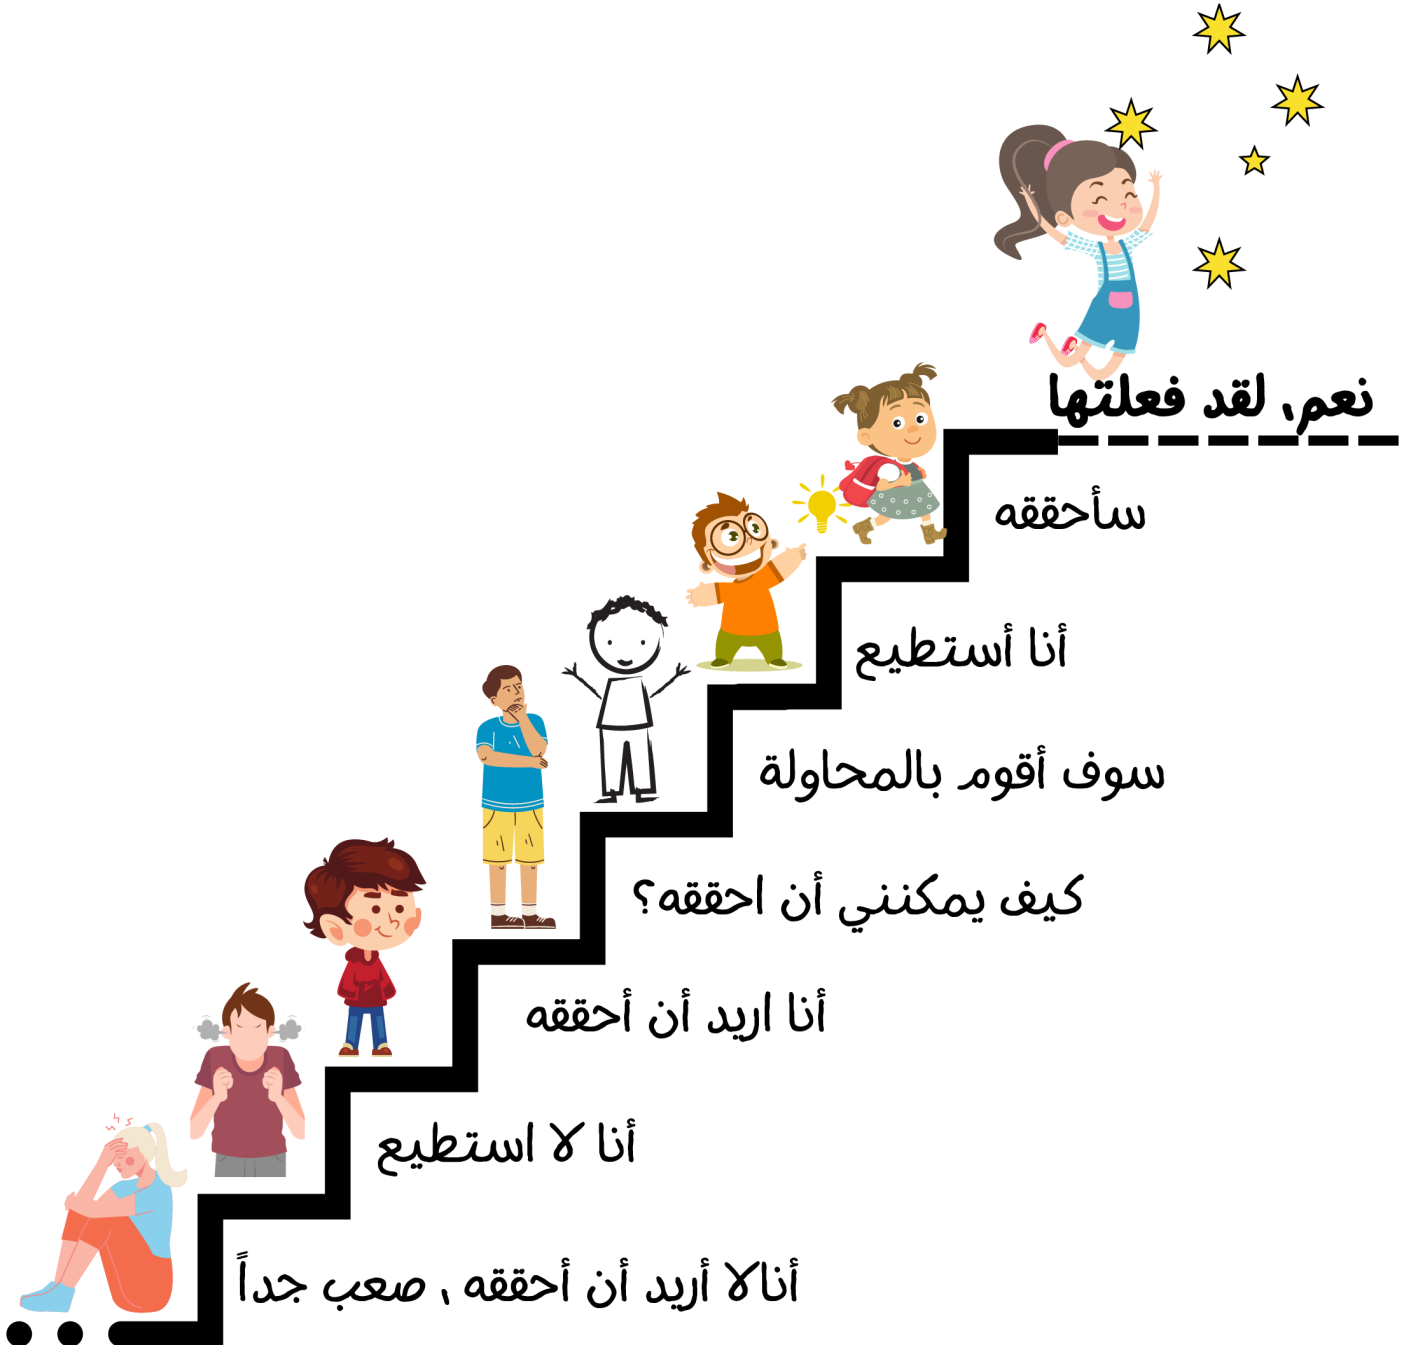 نعم، لقد فعلتها
سأحققه
أنا أستطيع
سوف أقوم بالمحاولة
كيف يمكنني أن احققه؟
أنا اريد أن أحققه
أنا لا استطيع
أنالا أريد أن أحققه ، صعب جداً